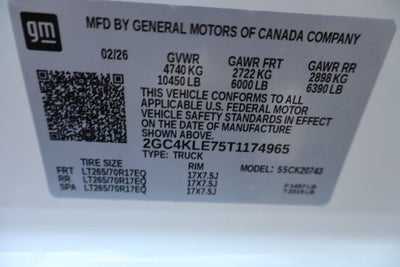 gm
MFD BY GENERAL MOTORS OF CANADA COMPANY
02/26 GVWR GAWR FRT GAWR RR
4740 KG 2722 KG 2898 KG
10450 LB 6000 LB 6390 LB
THIS VEHICLE CONFORMS TO ALL
APPLICABLE U.S. FEDERAL MOTOR
VEHICLE SAFETY STANDARDS IN
EFFECT ON THE DATE OF
MANUFACTURE SHOWN ABOVE.
2GC4KLE75T1174965
TYPE: TRUCK
TIRE SIZE RIM MODEL: 55CK20743
FRT LT265/70R17EQ 17X7.5J
RR LT265/70R17EQ 17X7.5J
SPA LT265/70R17EQ 17X7.5J